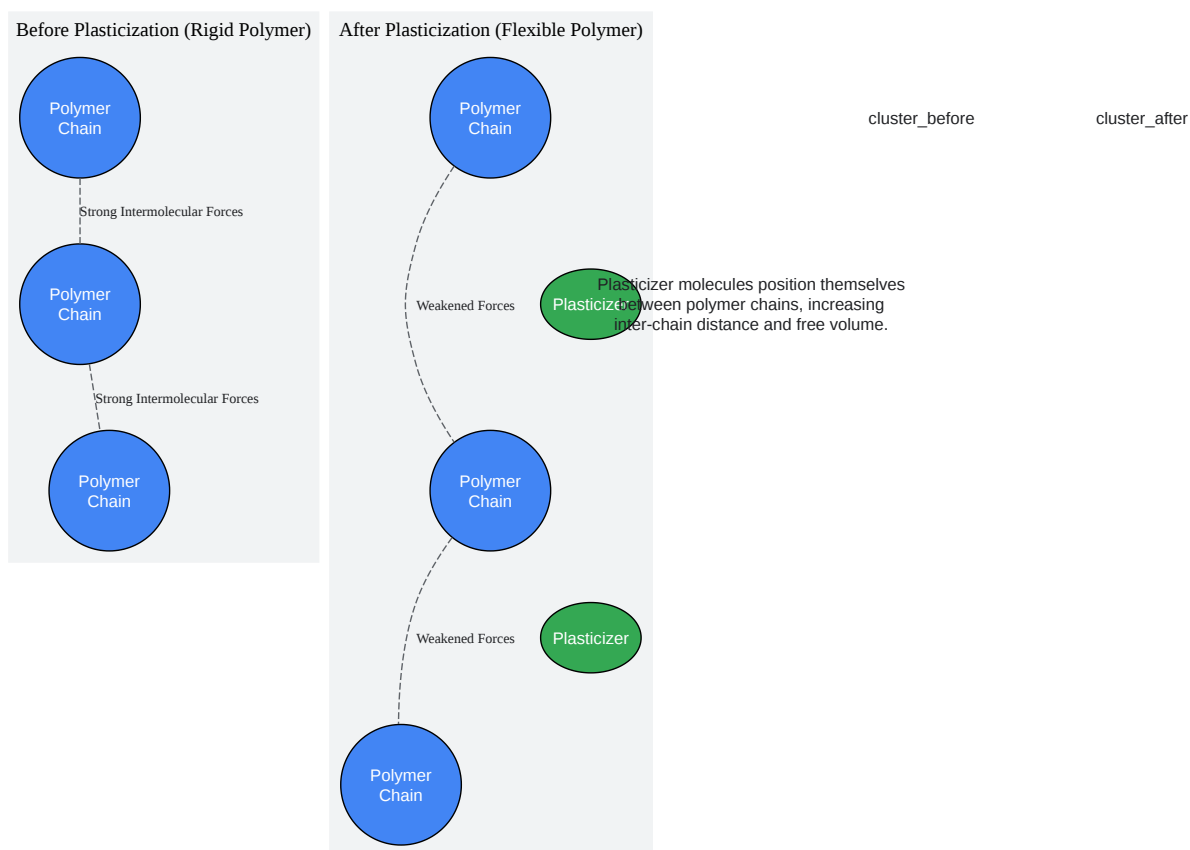 Before Plasticization (Rigid Polymer)
Polymer
Chain
Strong Intermolecular Forces
Polymer
Chain
Strong Intermolecular Forces
Polymer
Chain
After Plasticization (Flexible Polymer)
Polymer
Chain
Weakened Forces
Plasticizer
Plasticizer molecules position themselves
between polymer chains, increasing
inter-chain distance and free volume.
Polymer
Chain
Weakened Forces
Plasticizer
Polymer
Chain
cluster_before
cluster_after